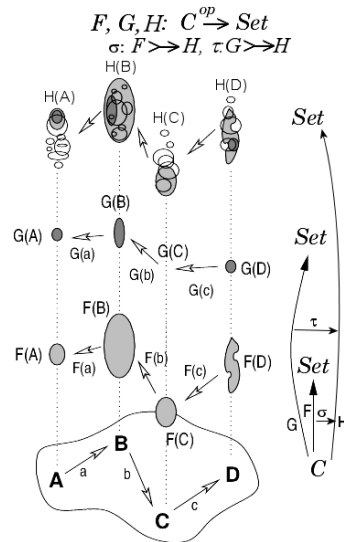 F, G, H: C^op → Set
σ: F ↣ H, τ: G ↣ H
H(B)
H(A)
H(D)
H(C)
Set
G(B)
G(A)
G(C)
G(D)
G(a)
G(b)
G(c)
Set
F(B)
τ
F(A)
F(b)
F(c)
F(D)
Set
F(a)
F
σ
G
H
F(C)
B
A
a
b
D
C
c
C